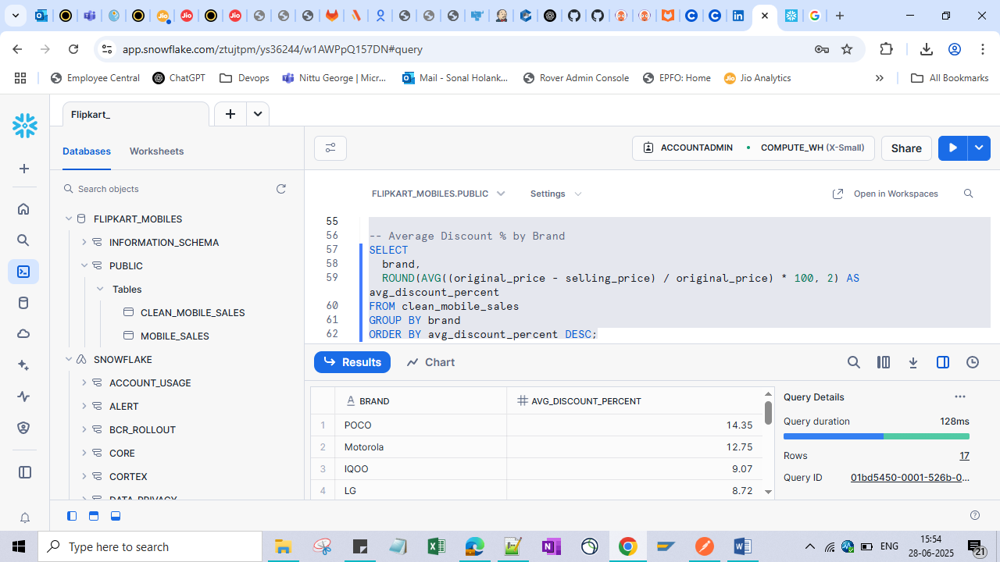 app.snowflake.com/ztujtpm/ys36244/w1AWPpQ157DN#query
Employee Central
ChatGPT
Devops
Nittu George | Micr...
Mail - Sonal Holank...
Rover Admin Console
EPFO: Home
Jio Analytics
All Bookmarks
Flipkart_
Databases
Worksheets
ACCOUNTADMIN
COMPUTE_WH (X-Small)
Share
Search objects
FLIPKART_MOBILES.PUBLIC
Settings
Open in Workspaces
FLIPKART_MOBILES
INFORMATION_SCHEMA
PUBLIC
Tables
CLEAN_MOBILE_SALES
MOBILE_SALES
SNOWFLAKE
ACCOUNT_USAGE
ALERT
BCR_ROLLOUT
CORE
CORTEX
DATA_PRIVACY
55
56 -- Average Discount % by Brand
57 SELECT
58 brand,
59 ROUND(AVG((original_price - selling_price) / original_price) * 100, 2) AS
avg_discount_percent
60 FROM clean_mobile_sales
61 GROUP BY brand
62 ORDER BY avg_discount_percent DESC;
Results
Chart
BRAND AVG_DISCOUNT_PERCENT
1 POCO 14.35
2 Motorola 12.75
3 IQOO 9.07
4 LG 8.72
Query Details
Query duration 128ms
Rows 17
Query ID 01bd5450-0001-526b-0...
Type here to search
ENG
15:54
28-06-2025
21